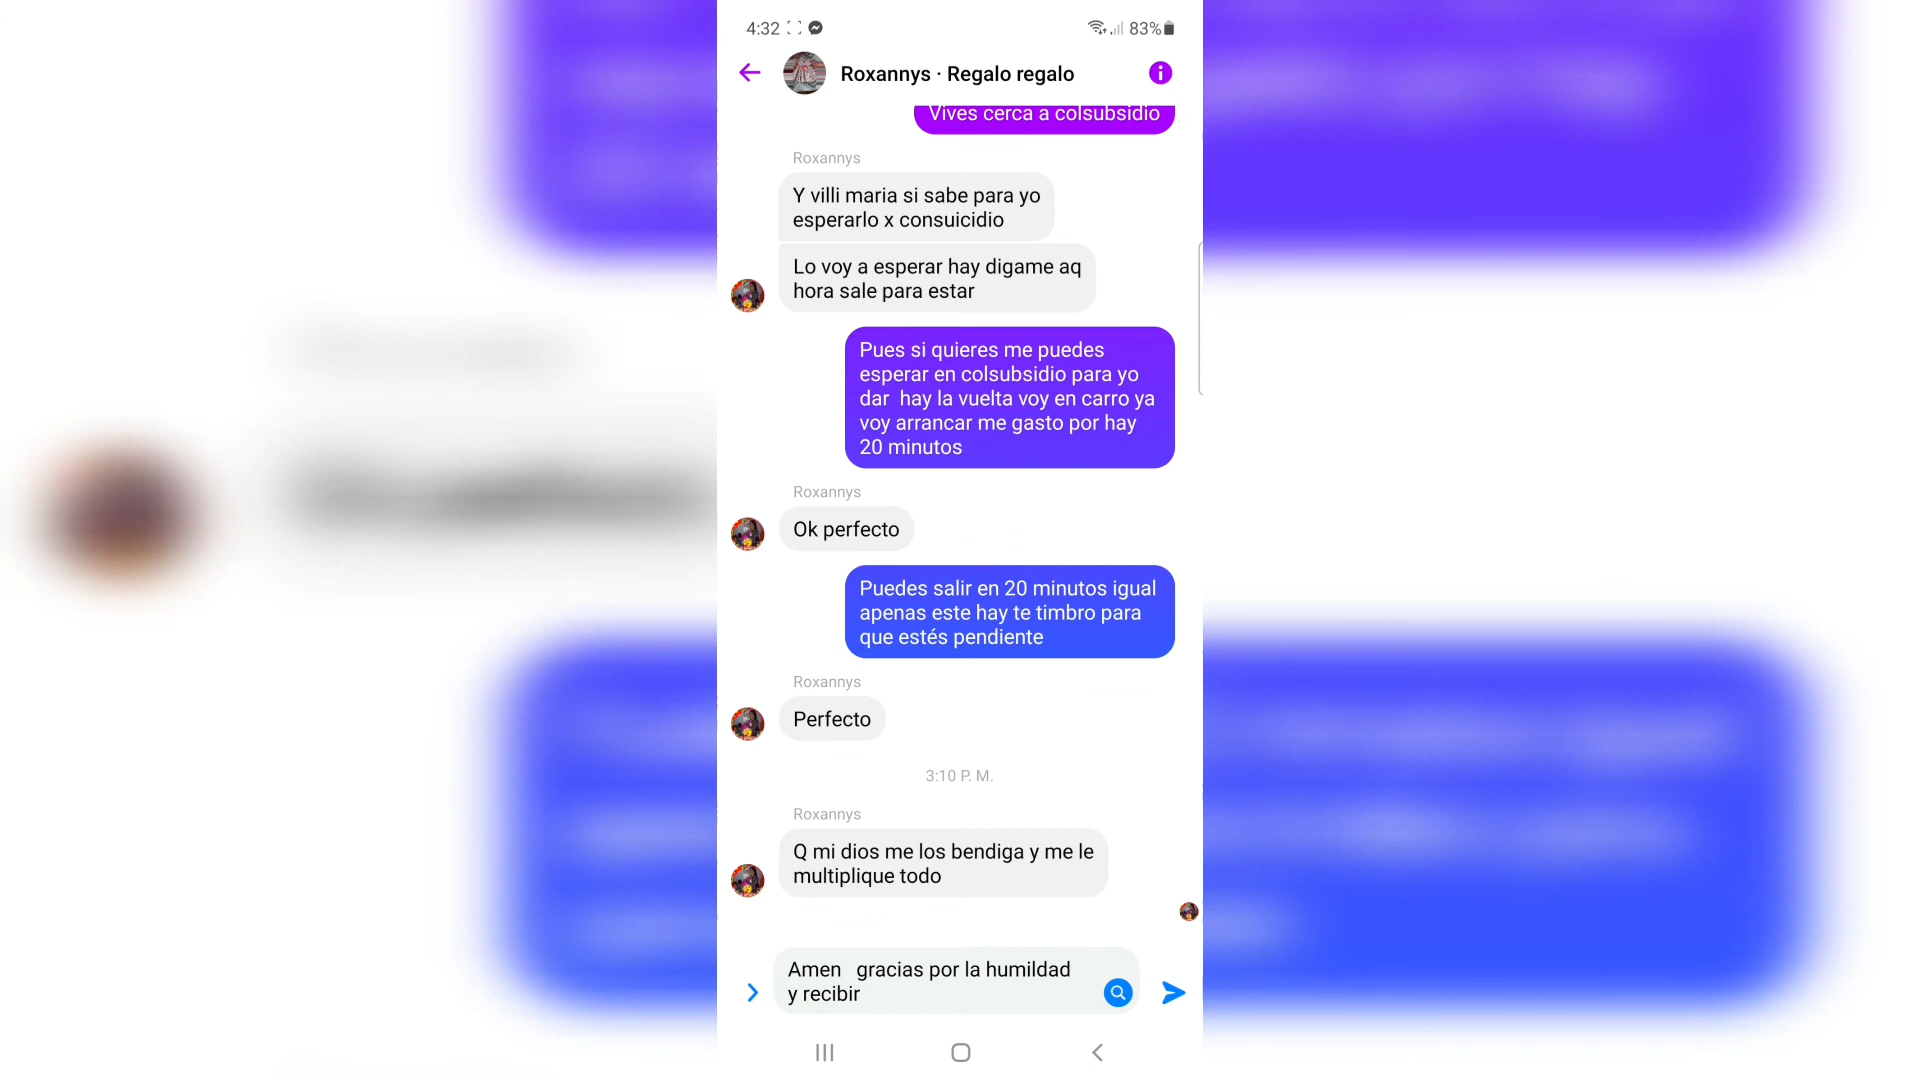 4:32
83%
Roxannys · Regalo regalo
Vives cerca a colsubsidio
Roxannys
Y villi maria si sabe para yo
esperarlo x consuicidio
Lo voy a esperar hay digame aq
hora sale para estar
Pues si quieres me puedes
esperar en colsubsidio para yo
dar  hay la vuelta voy en carro ya
voy arrancar me gasto por hay
20 minutos
Roxannys
Ok perfecto
Puedes salir en 20 minutos igual
apenas este hay te timbro para
que estés pendiente
Roxannys
Perfecto
3:10 P. M.
Roxannys
Q mi dios me los bendiga y me le
multiplique todo
Amen   gracias por la humildad
y recibir